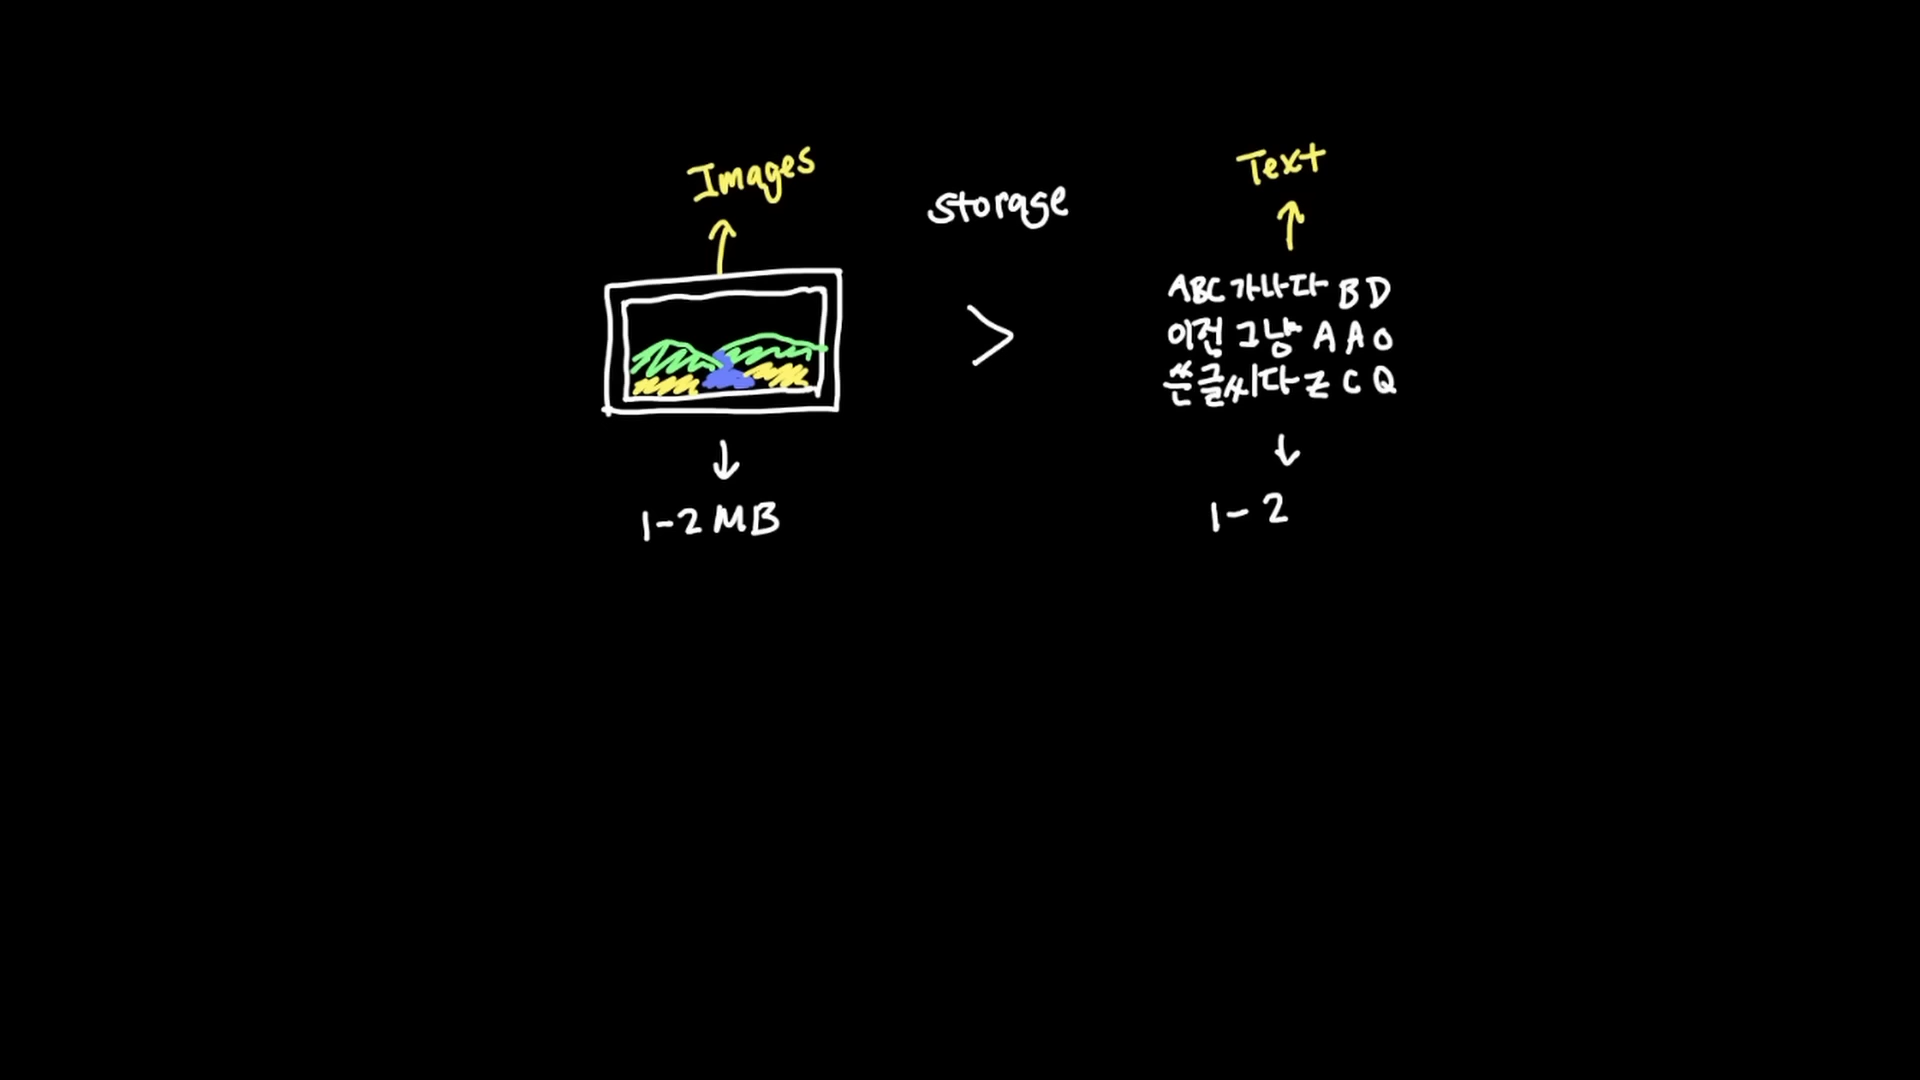 Images
storage
Text
ABC 가나다 B D
이건 그냥 A A O
쓴 글씨다 Z C Q
>
1-2 MB
1-2